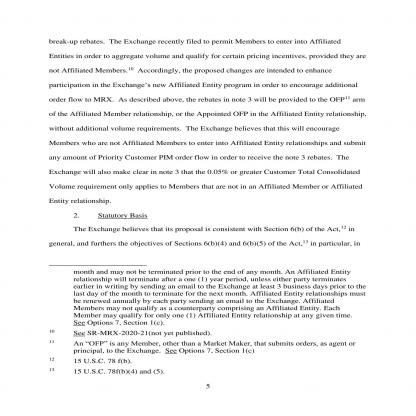 break-up rebates.  The Exchange recently filed to permit Members to enter into Affiliated
Entities in order to aggregate volume and qualify for certain pricing incentives, provided they are
not Affiliated Members.10  Accordingly, the proposed changes are intended to enhance
participation in the Exchange's new Affiliated Entity program in order to encourage additional
order flow to MRX.  As described above, the rebates in note 3 will be provided to the OFP11 arm
of the Affiliated Member relationship, or the Appointed OFP in the Affiliated Entity relationship,
without additional volume requirements.  The Exchange believes that this will encourage
Members who are not Affiliated Members to enter into Affiliated Entity relationships and submit
any amount of Priority Customer PIM order flow in order to receive the note 3 rebates.  The
Exchange will also make clear in note 3 that the 0.05% or greater Customer Total Consolidated
Volume requirement only applies to Members that are not in an Affiliated Member or Affiliated
Entity relationship.
2. Statutory Basis
The Exchange believes that its proposal is consistent with Section 6(b) of the Act,12 in
general, and furthers the objectives of Sections 6(b)(4) and 6(b)(5) of the Act,13 in particular, in
month and may not be terminated prior to the end of any month. An Affiliated Entity
relationship will terminate after a one (1) year period, unless either party terminates
earlier in writing by sending an email to the Exchange at least 3 business days prior to the
last day of the month to terminate for the next month. Affiliated Entity relationships must
be renewed annually by each party sending an email to the Exchange. Affiliated
Members may not qualify as a counterparty comprising an Affiliated Entity. Each
Member may qualify for only one (1) Affiliated Entity relationship at any given time.
See Options 7, Section 1(c).
10 See SR-MRX-2020-21(not yet published).
11 An "OFP" is any Member, other than a Market Maker, that submits orders, as agent or
principal, to the Exchange.  See Options 7, Section 1(c)
12 15 U.S.C. 78 f(b).
13 15 U.S.C. 78f(b)(4) and (5).
5